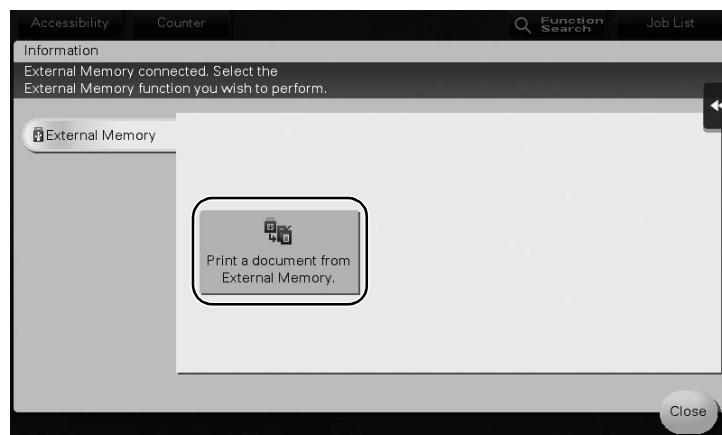 Accessibility
Counter
Function
Search
Job List
Information
External Memory connected. Select the
External Memory function you wish to perform.
External Memory
Print a document from
External Memory.
Close